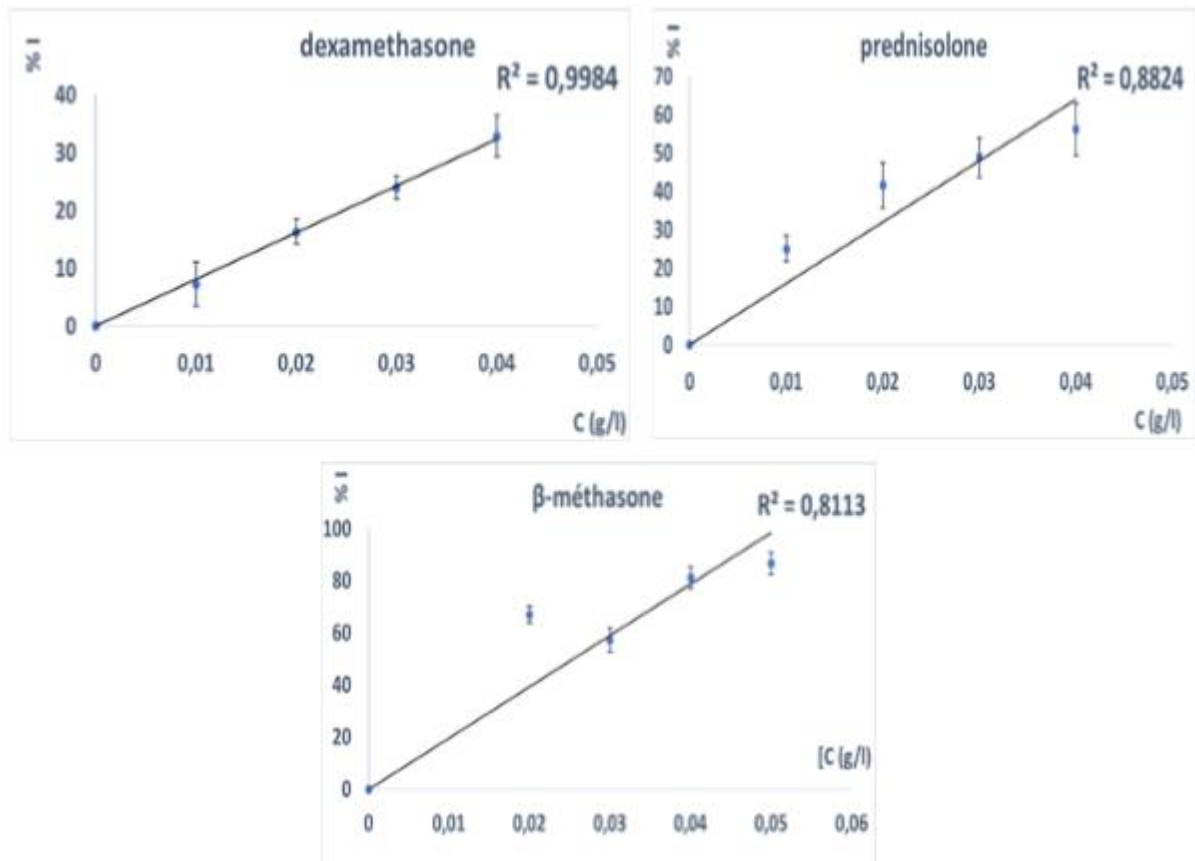 % I
dexamethasone
R² = 0,9984
40
30
20
10
0
0 0,01 0,02 0,03 0,04 0,05
C (g/l)
% I
prednisolone
R² = 0,8824
70
60
50
40
30
20
10
0
0 0,01 0,02 0,03 0,04 0,05
C (g/l)
% I
β-méthasone
R² = 0,8113
100
80
60
40
20
0
[C (g/l)
0 0,01 0,02 0,03 0,04 0,05 0,06